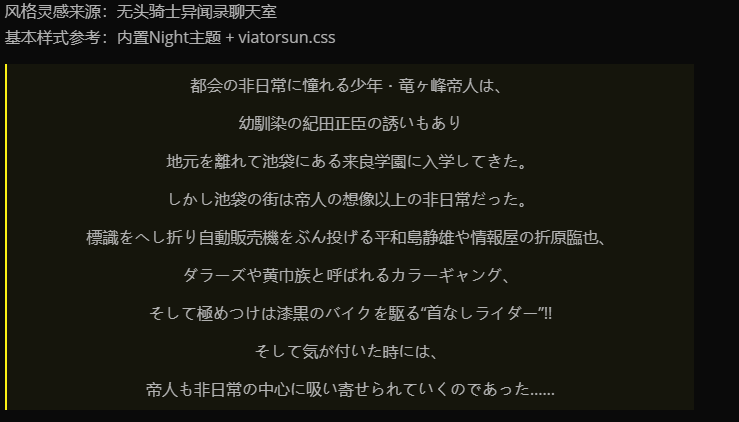 风格灵感来源：无头骑士异闻录聊天室
基本样式参考：内置Night主题 + viatorsun.css
都会の非日常に憧れる少年・竜ヶ峰帝人は、
幼馴染の紀田正臣の誘いもあり
地元を離れて池袋にある来良学園に入学してきた。
しかし池袋の街は帝人の想像以上の非日常だった。
標識をへし折り自動販売機をぶん投げる平和島静雄や情報屋の折原臨也、
ダラーズや黄巾族と呼ばれるカラーギャング、
そして極めつけは漆黒のバイクを駆る“首なしライダー”!!
そして気が付いた時には、
帝人も非日常の中心に吸い寄せられていくのであった……